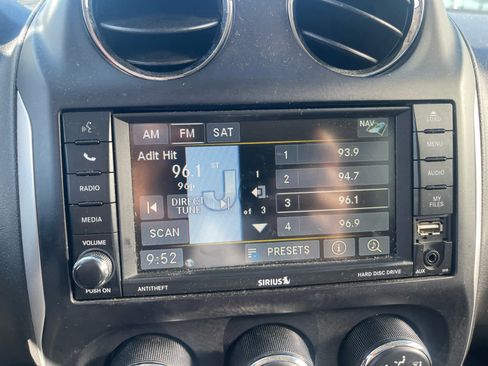 LOAD
AM FM SAT NAV
Adlt Hit
1 93.9
MENU
96.1 ST
1
2 94.7
RADIO
DIRECT TUNE
of 3
3 96.1
AUDIO
MEDIA
MY FILES
SCAN
4 96.9
VOLUME
9:52
PRESETS
PUSH ON
ANTITHEFT
SIRIUS
HARD DISC DRIVE
AUX